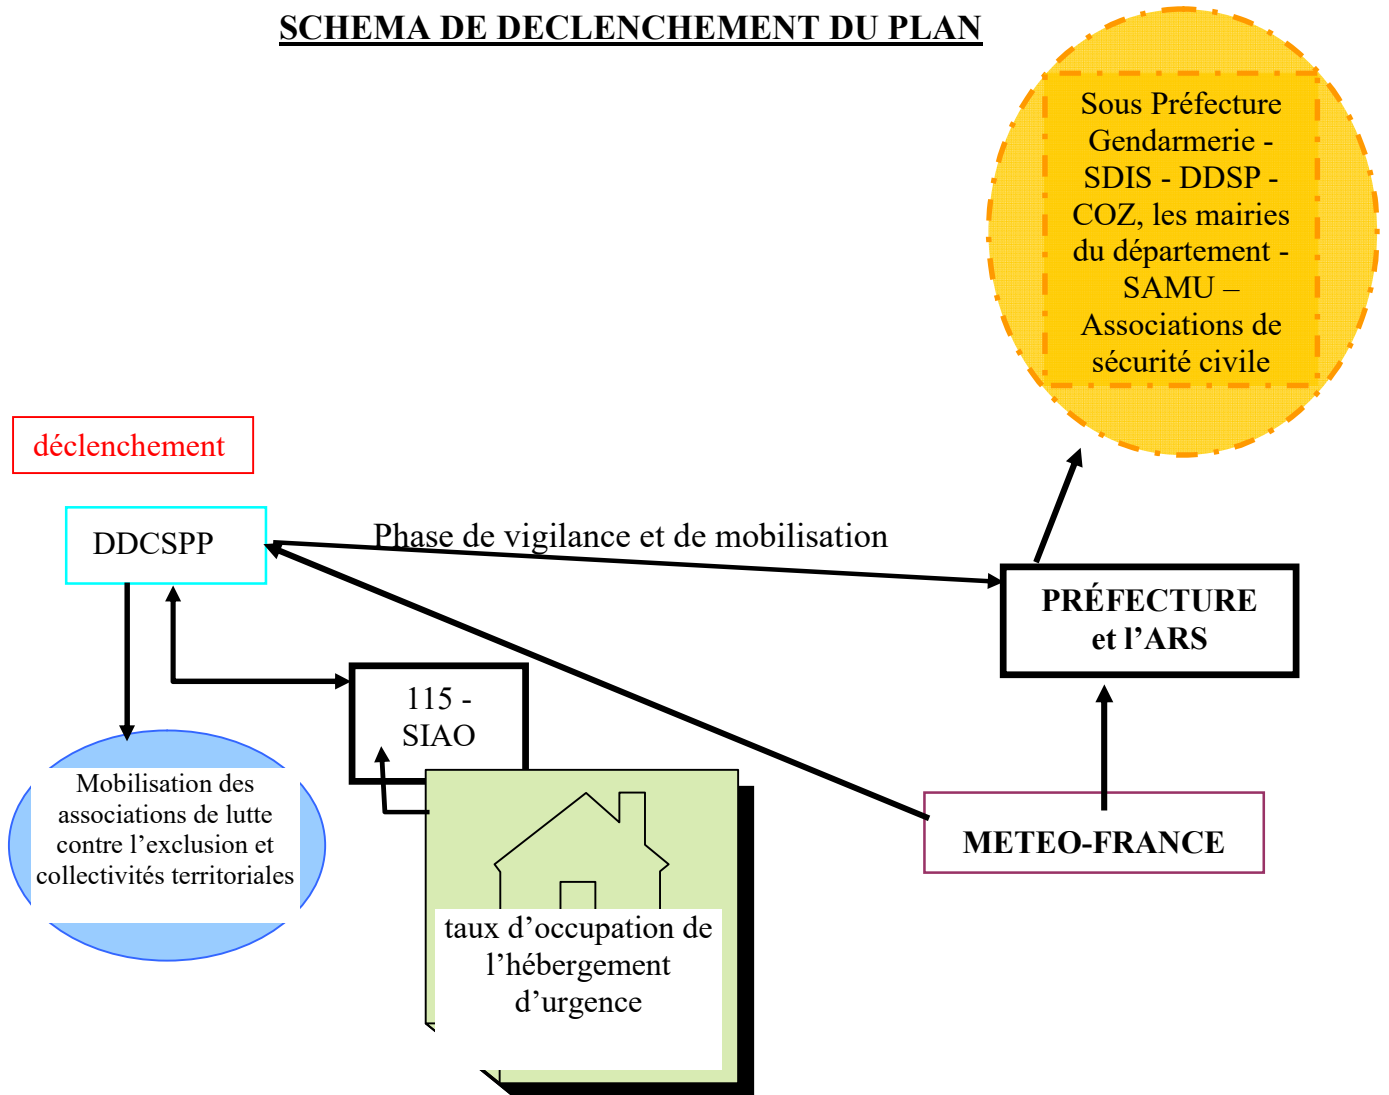 SCHEMA DE DECLENCHEMENT DU PLAN
Sous Préfecture
Gendarmerie -
SDIS - DDSP -
COZ, les mairies
du département -
SAMU –
Associations de
sécurité civile
déclenchement
DDCSPP
Phase de vigilance et de mobilisation
PRÉFECTURE
et l’ARS
115 -
SIAO
Mobilisation des
associations de lutte
contre l’exclusion et
collectivités territoriales
METEO-FRANCE
taux d’occupation de
l’hébergement
d’urgence